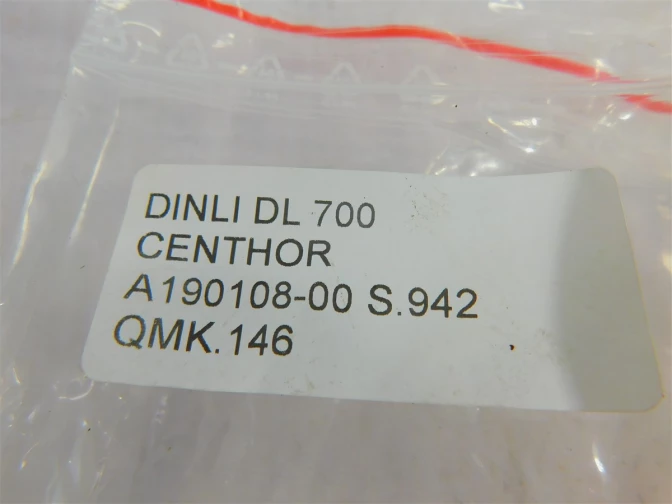 DINLI DL 700
CENTHOR
A190108-00 S.942
QMK.146